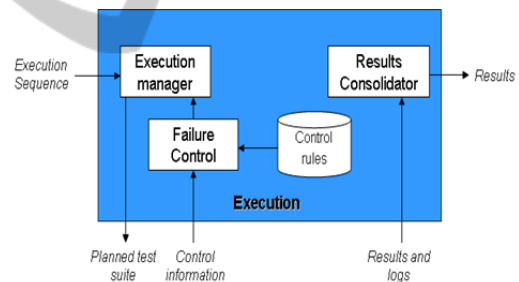 Execution
Sequence
Execution
manager
Results
Consolidator
Results
Failure
Control
Control
rules
Execution
Planned test
suite
Control
information
Results and
logs